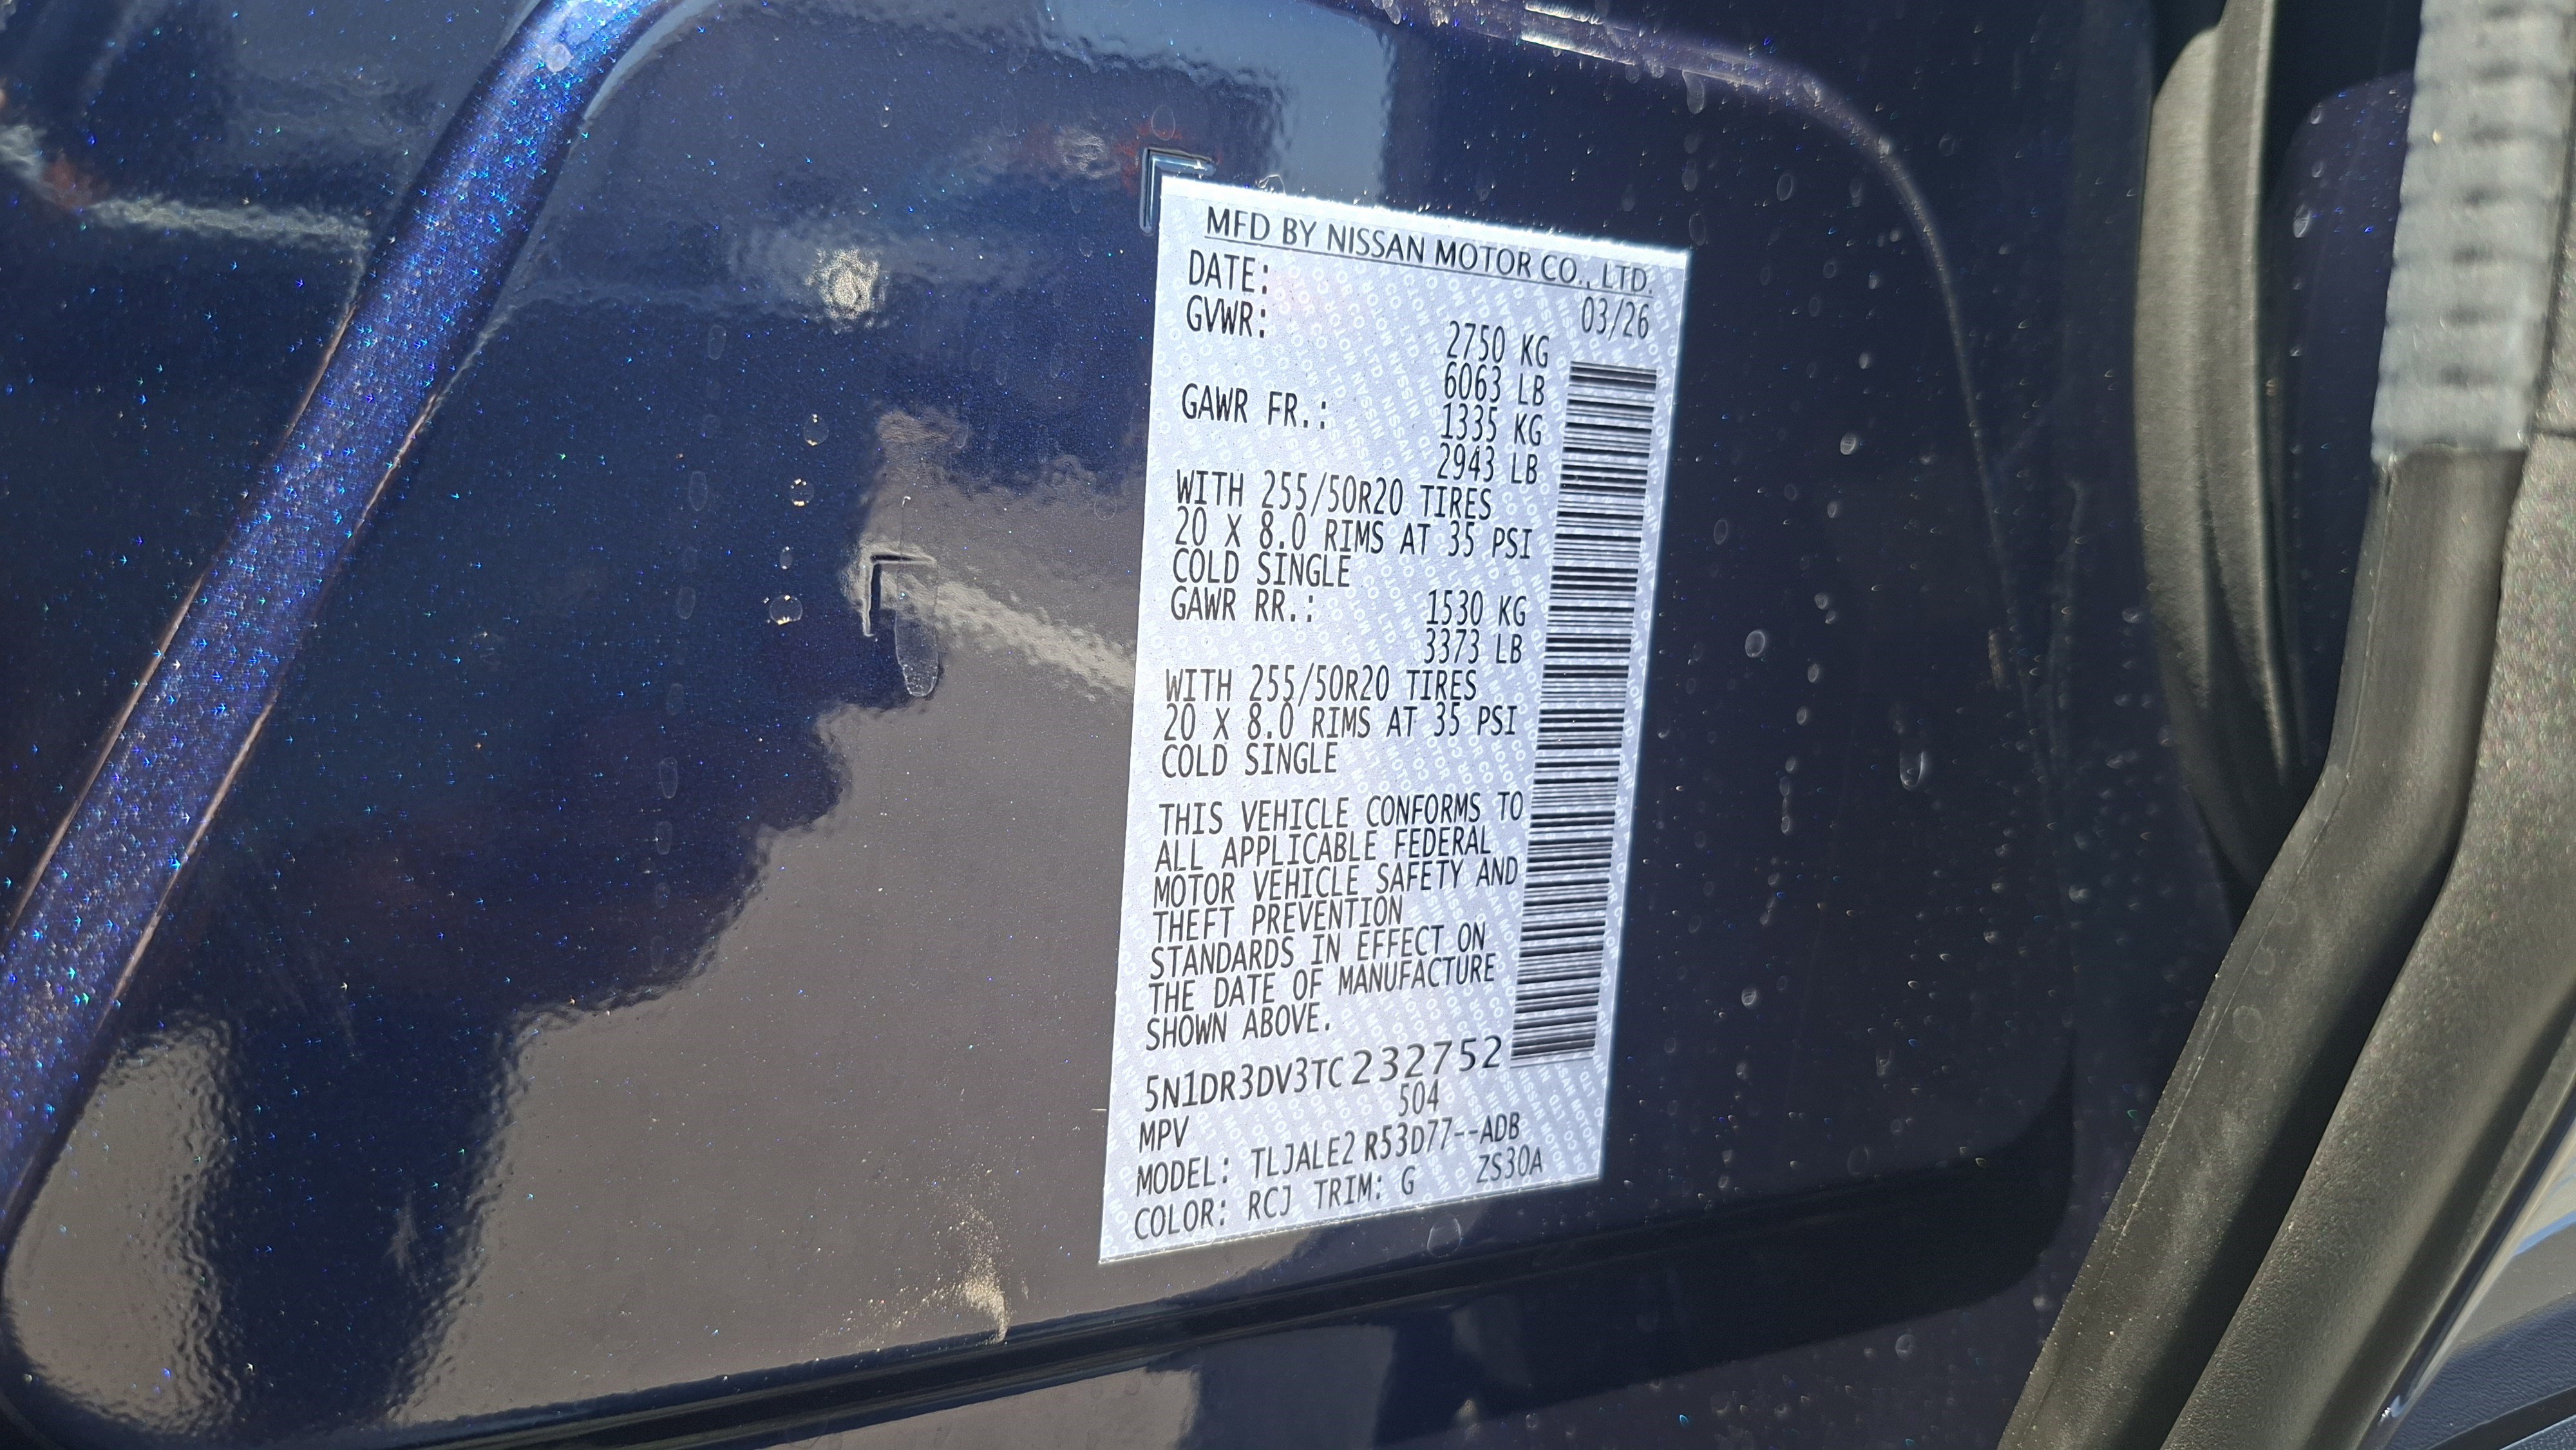 MFD BY NISSAN MOTOR CO., LTD.
DATE: 03/26
GVWR: 2750 KG
6063 LB
GAWR FR.: 1335 KG
2943 LB
WITH 255/50R20 TIRES
20 X 8.0 RIMS AT 35 PSI
COLD SINGLE
GAWR RR.: 1530 KG
3373 LB
WITH 255/50R20 TIRES
20 X 8.0 RIMS AT 35 PSI
COLD SINGLE
THIS VEHICLE CONFORMS TO
ALL APPLICABLE FEDERAL
MOTOR VEHICLE SAFETY AND
THEFT PREVENTION
STANDARDS IN EFFECT ON
THE DATE OF MANUFACTURE
SHOWN ABOVE.
5N1DR3DV3TC232752
504
MPV
MODEL: TLJALE2 R53D77--ADB
COLOR: RCJ TRIM: G ZS30A